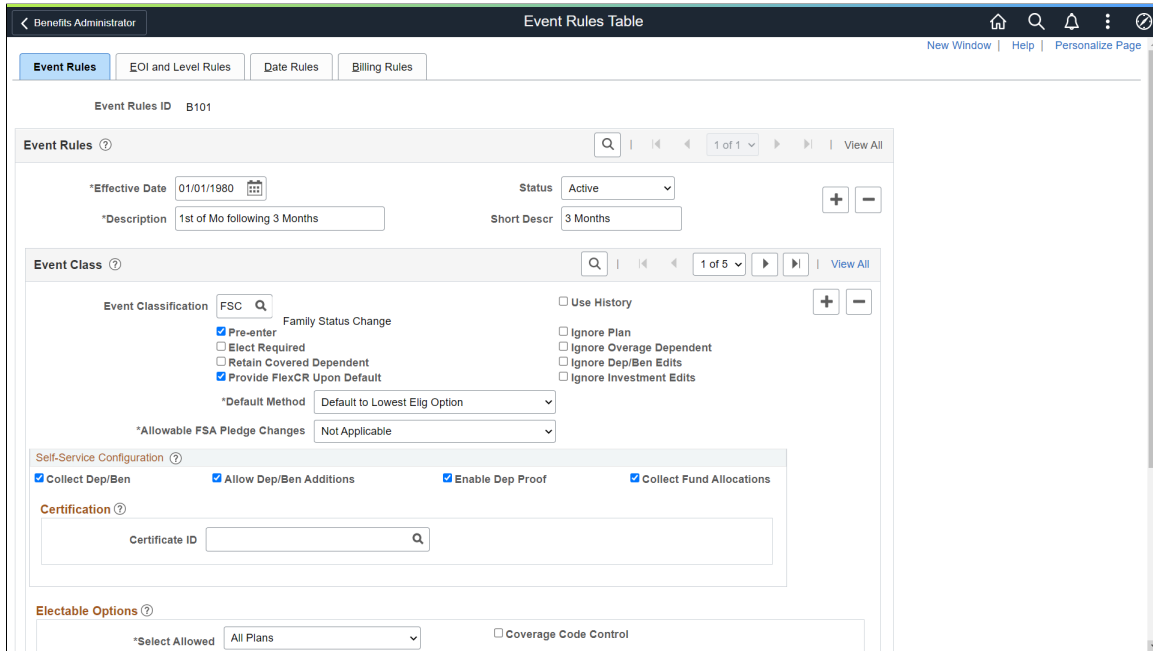 Benefits Administrator
Event Rules Table
New Window | Help | Personalize Page
Event Rules
EOI and Level Rules
Date Rules
Billing Rules
Event Rules ID B101
Event Rules
1 of 1
View All
*Effective Date 01/01/1980
Status Active
*Description 1st of Mo following 3 Months
Short Descr 3 Months
Event Class
1 of 5
View All
Event Classification FSC
Family Status Change
Use History
Pre-enter
Ignore Plan
Elect Required
Ignore Overage Dependent
Retain Covered Dependent
Ignore Dep/Ben Edits
Provide FlexCR Upon Default
Ignore Investment Edits
*Default Method Default to Lowest Elig Option
*Allowable FSA Pledge Changes Not Applicable
Self-Service Configuration
Collect Dep/Ben
Allow Dep/Ben Additions
Enable Dep Proof
Collect Fund Allocations
Certification
Certificate ID
Electable Options
*Select Allowed All Plans
Coverage Code Control